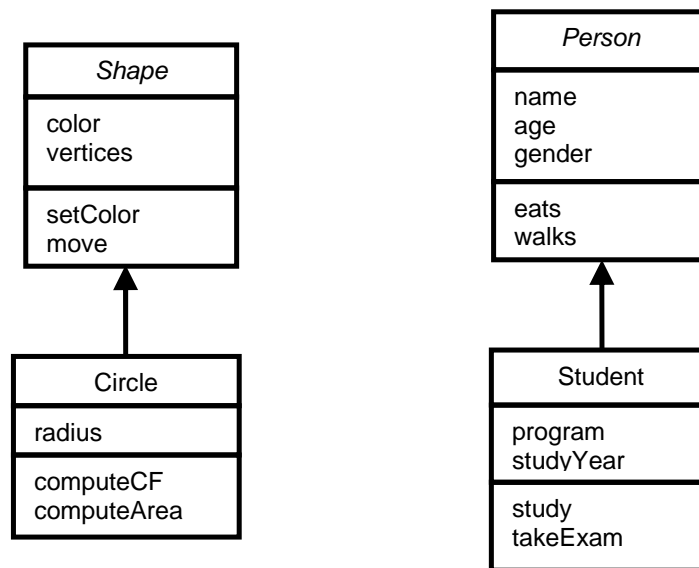 Shape
color
vertices
setColor
move
Circle
radius
computeCF
computeArea
Person
name
age
gender
eats
walks
Student
program
studyYear
study
takeExam